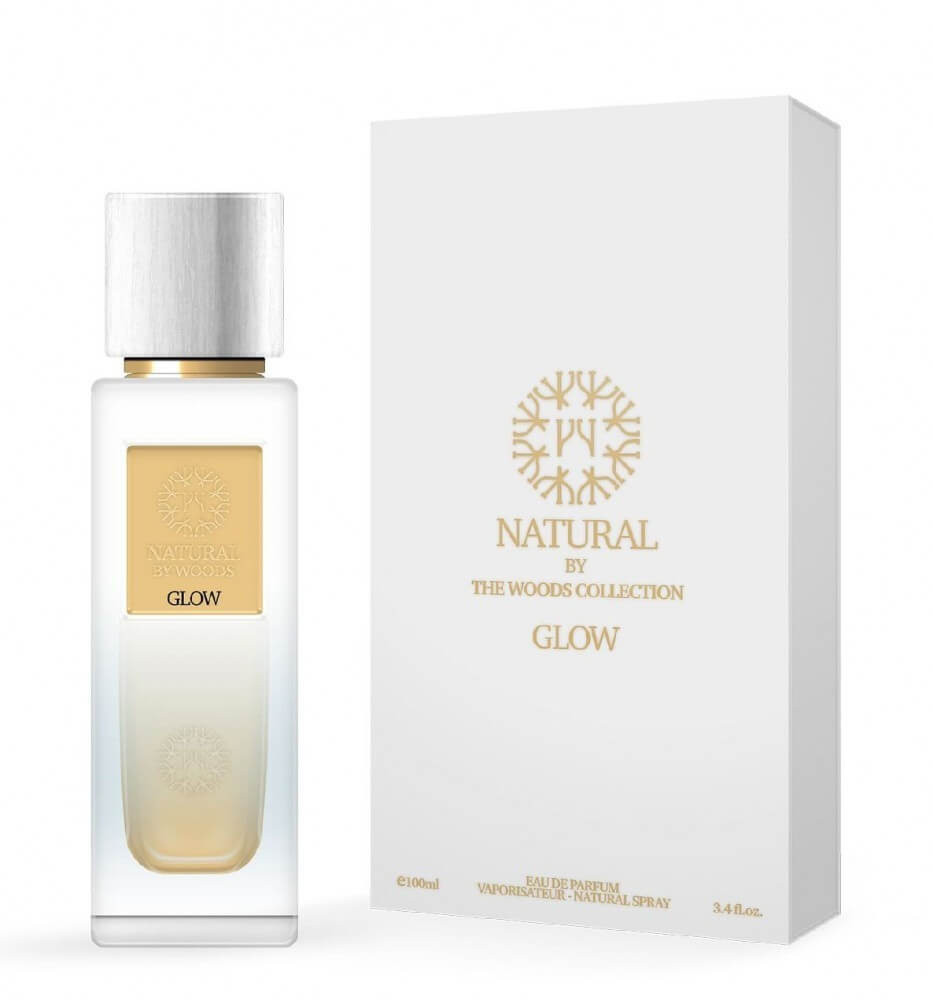 NATURAL
BY WOODS
GLOW
NATURAL
BY
THE WOODS COLLECTION
GLOW
℮100ml
EAU DE PARFUM
VAPORISATEUR - NATURAL SPRAY
3.4 fl.oz.